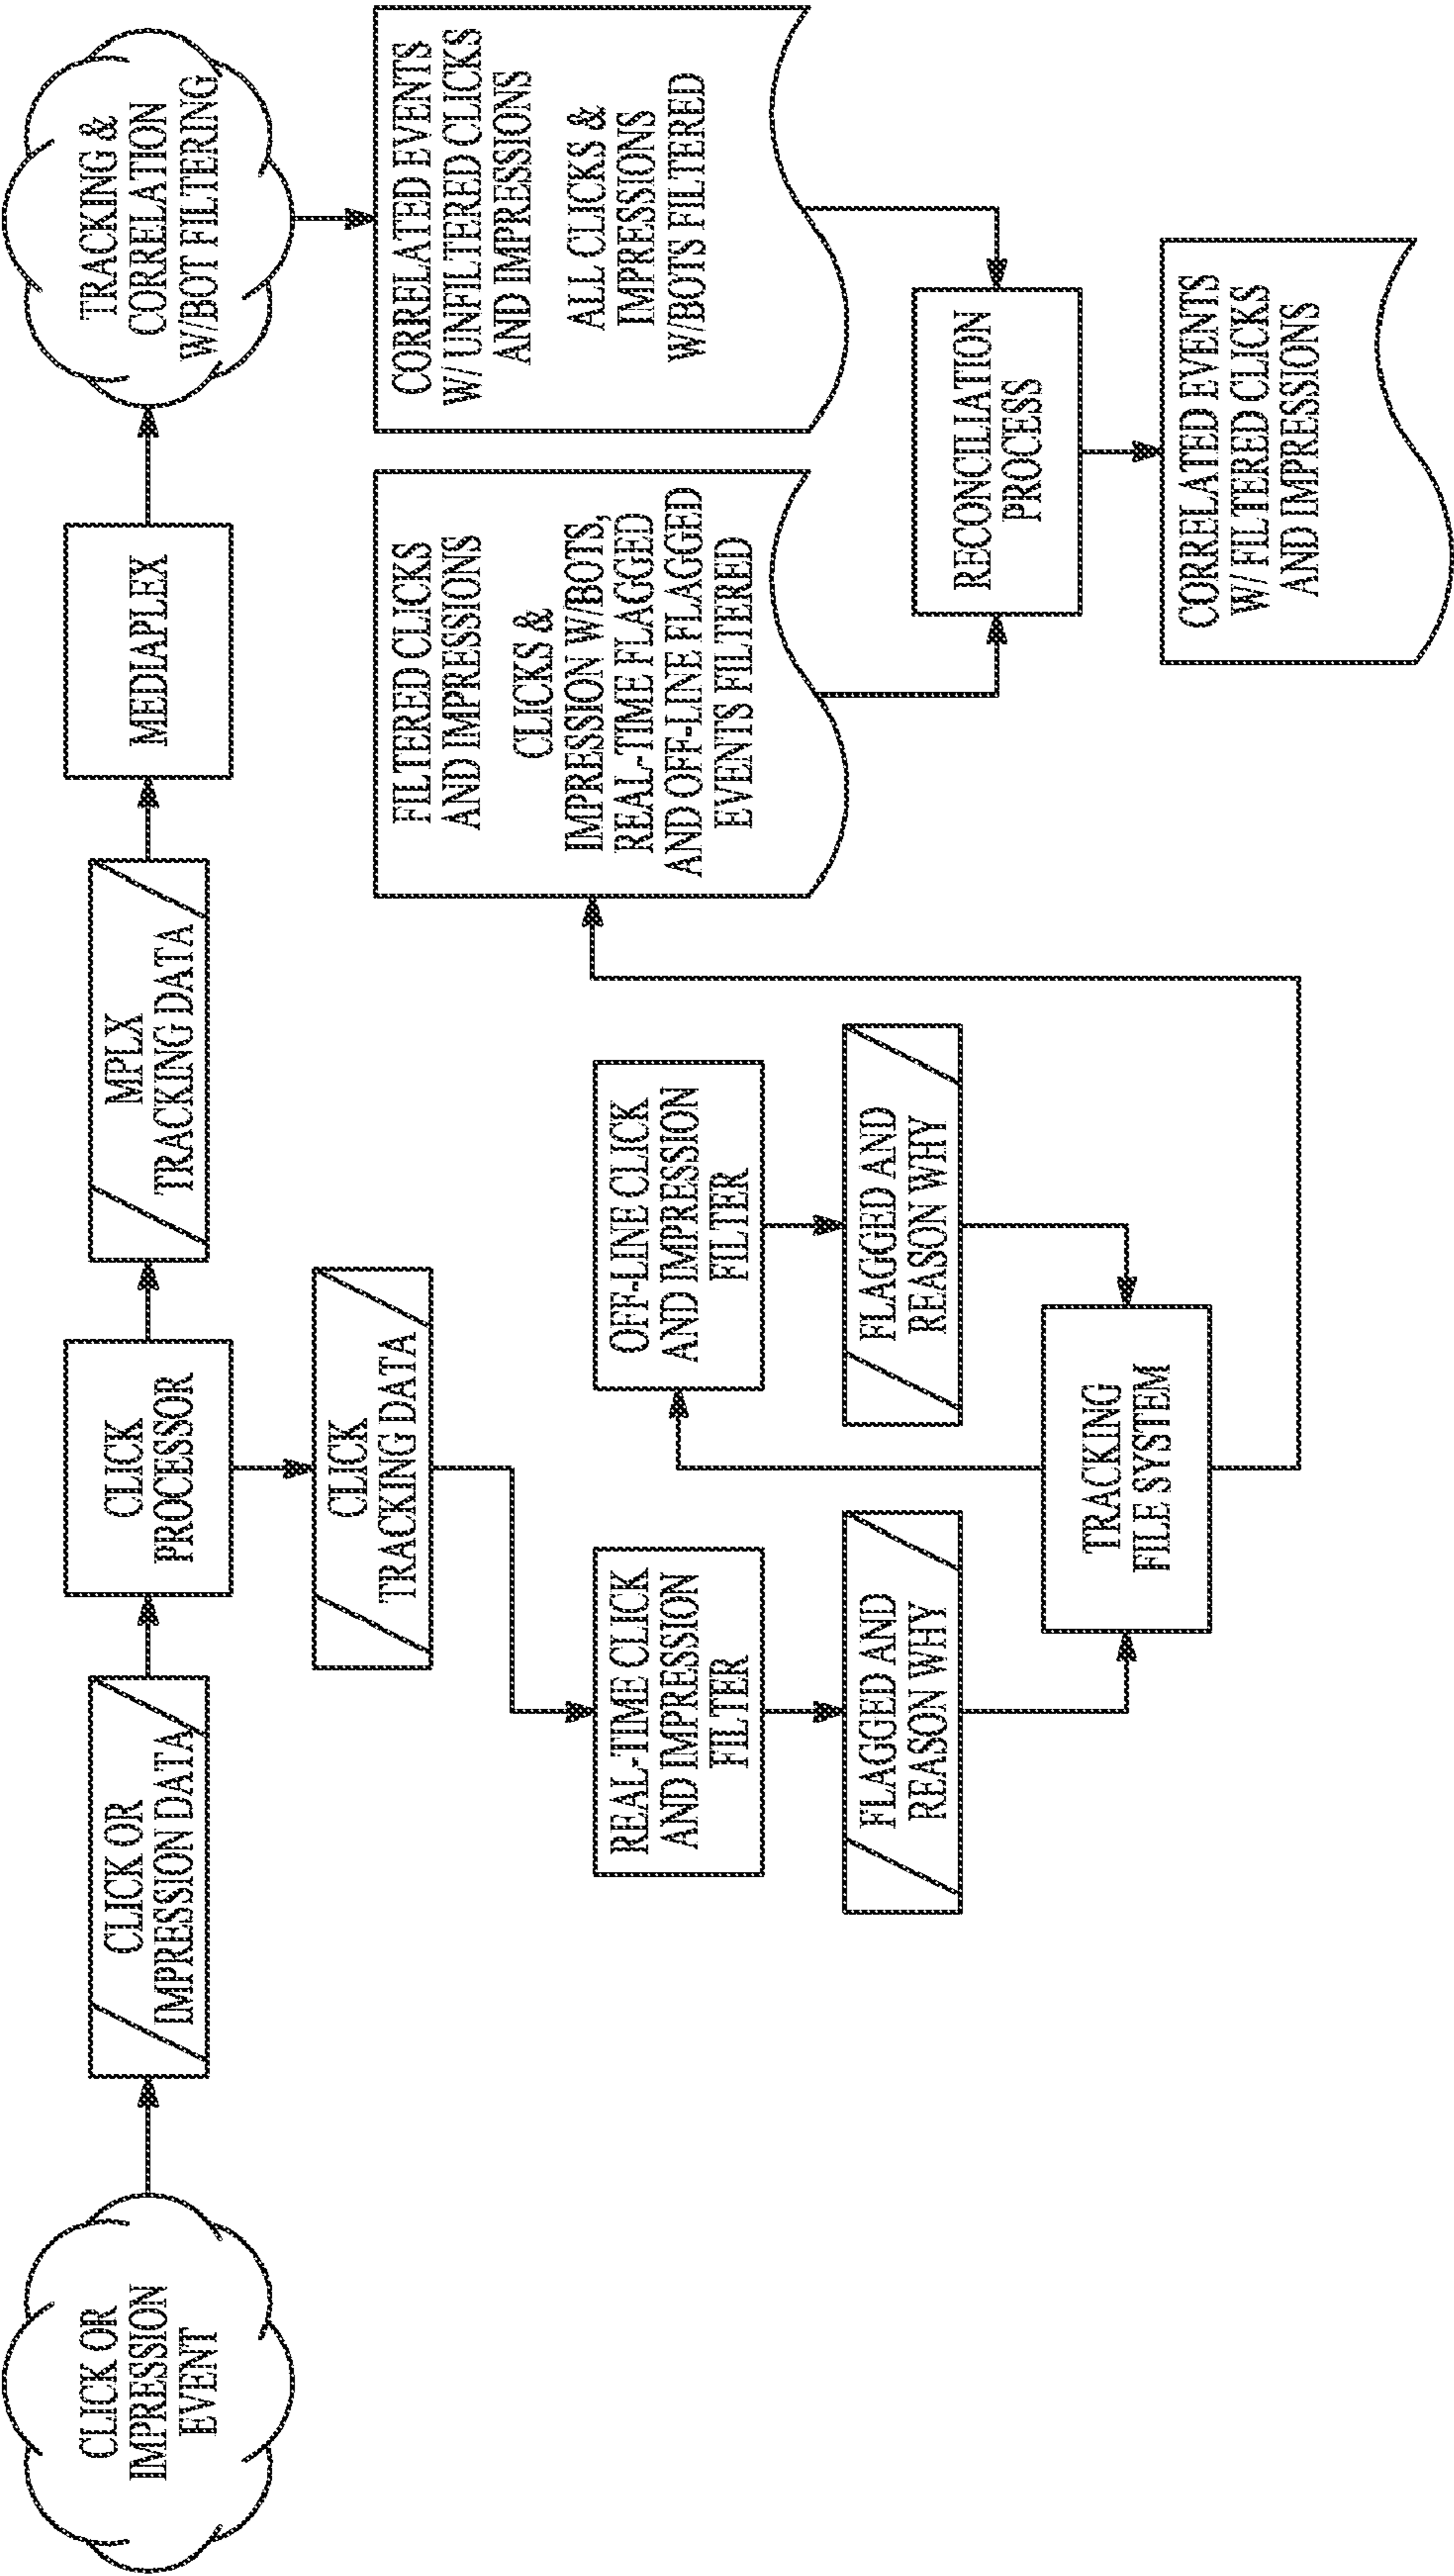 CLICK OR
IMPRESSION
EVENT
CLICK OR
IMPRESSION DATA
CLICK
PROCESSOR
MPLX
TRACKING DATA
MEDIAPLEX
TRACKING &
CORRELATION
W/BOT FILTERING
CLICK
TRACKING DATA
FILTERED CLICKS
AND IMPRESSIONS
CLICKS &
IMPRESSION W/BOTS,
REAL-TIME FLAGGED
AND OFF-LINE FLAGGED
EVENTS FILTERED
CORRELATED EVENTS
W/ UNFILTERED CLICKS
AND IMPRESSIONS
ALL CLICKS &
IMPRESSIONS
W/BOTS FILTERED
REAL-TIME CLICK
AND IMPRESSION
FILTER
OFF-LINE CLICK
AND IMPRESSION
FILTER
FLAGGED AND
REASON WHY
FLAGGED AND
REASON WHY
RECONCILIATION
PROCESS
TRACKING
FILE SYSTEM
CORRELATED EVENTS
W/ FILTERED CLICKS
AND IMPRESSIONS